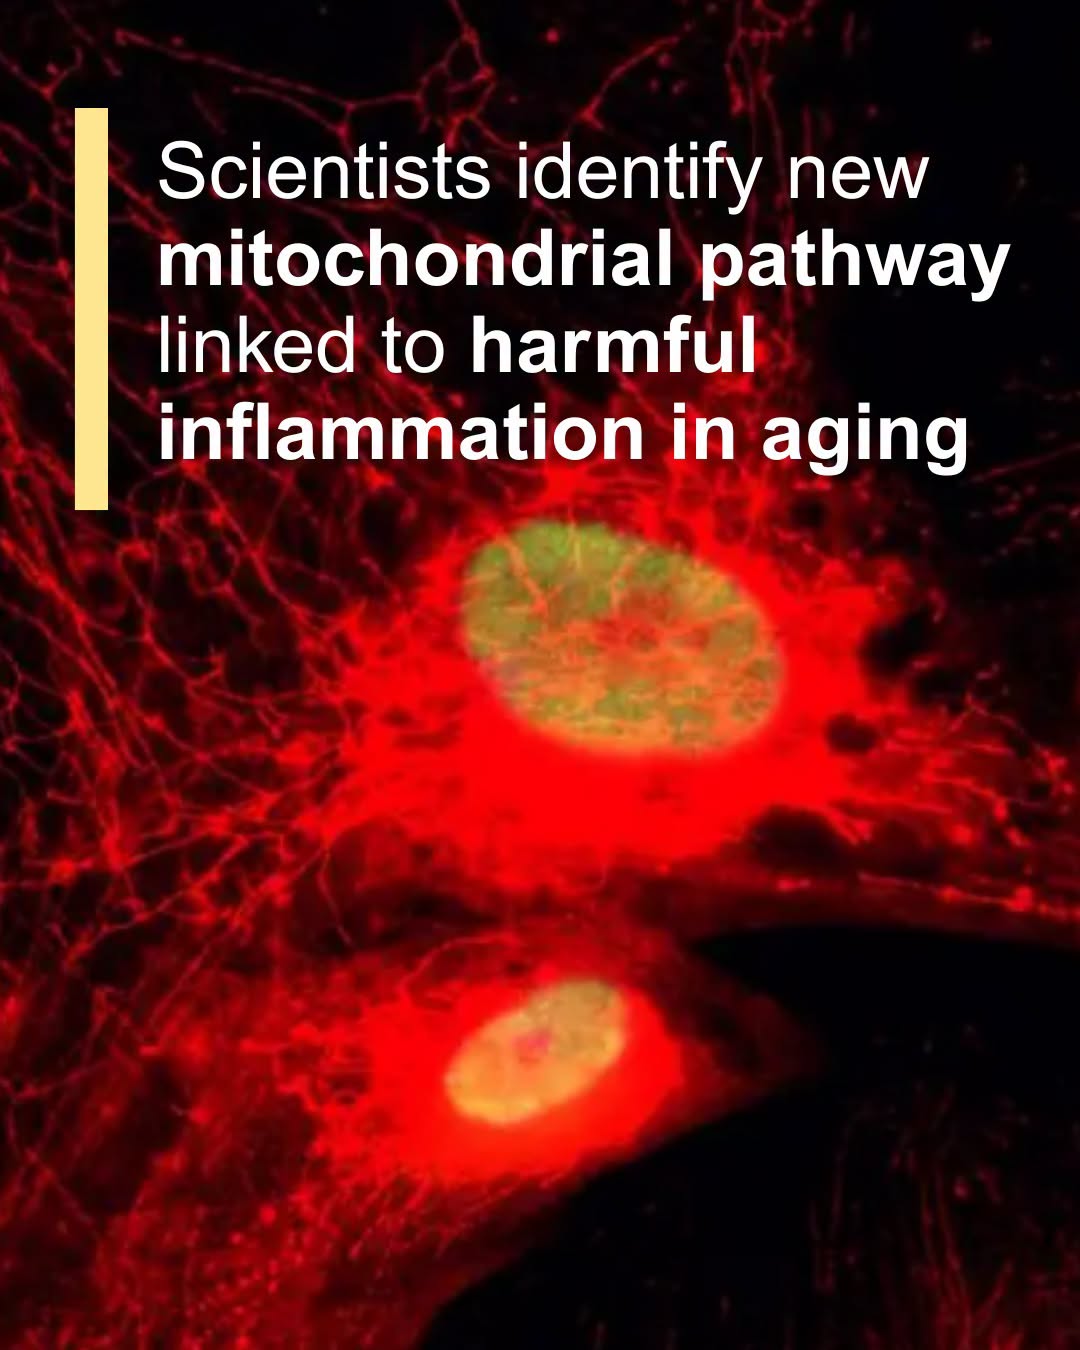 Scientists identify new
mitochondrial pathway
linked to harmful
inflammation in aging